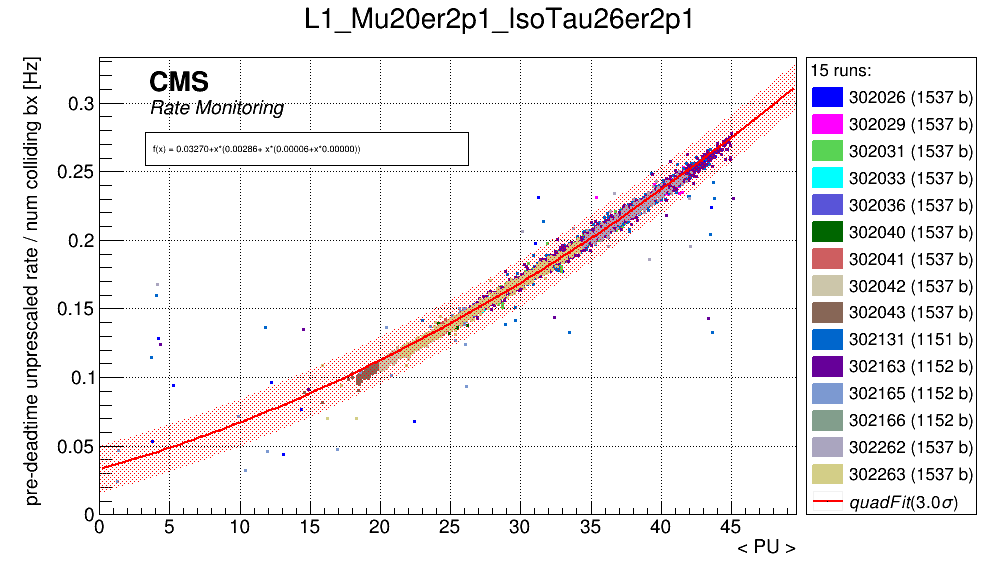 L1_Mu20er2p1_IsoTau26er2p1
pre-deadtime unprescaled rate / num colliding bx [Hz]
CMS
Rate Monitoring
f(x) = 0.03270+x*(0.00286+ x*(0.00006+x*0.00000))
0.3
0.25
0.2
0.15
0.1
0.05
0
0 5 10 15 20 25 30 35 40 45
< PU >
15 runs:
302026 (1537 b)
302029 (1537 b)
302031 (1537 b)
302033 (1537 b)
302036 (1537 b)
302040 (1537 b)
302041 (1537 b)
302042 (1537 b)
302043 (1537 b)
302131 (1151 b)
302163 (1152 b)
302165 (1152 b)
302166 (1152 b)
302262 (1537 b)
302263 (1537 b)
quadFit(3.0σ)